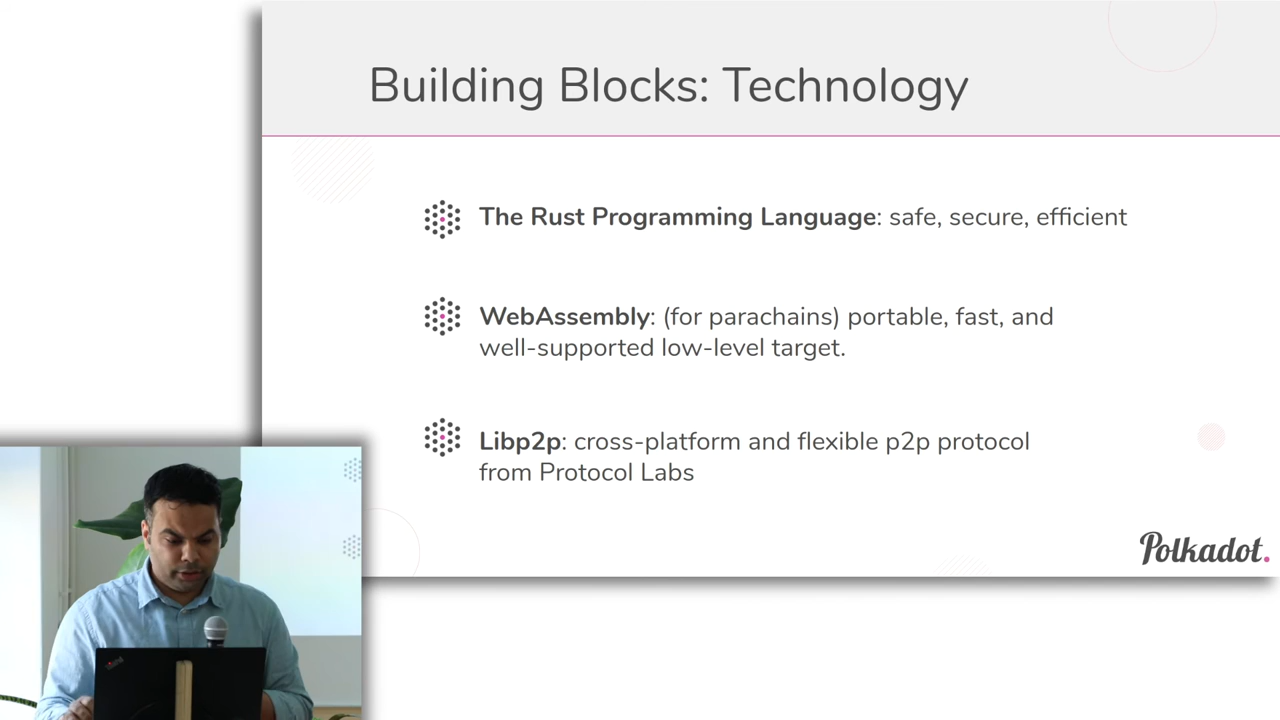 Building Blocks: Technology
The Rust Programming Language: safe, secure, efficient
WebAssembly: (for parachains) portable, fast, and
well-supported low-level target.
Libp2p: cross-platform and flexible p2p protocol
from Protocol Labs
Polkadot.